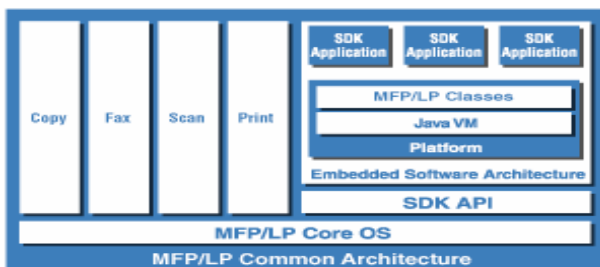 Copy
Fax
Scan
Print
SDK
Application
SDK
Application
SDK
Application
MFP/LP Classes
Java VM
Platform
Embedded Software Architecture
SDK API
MFP/LP Core OS
MFP/LP Common Architecture